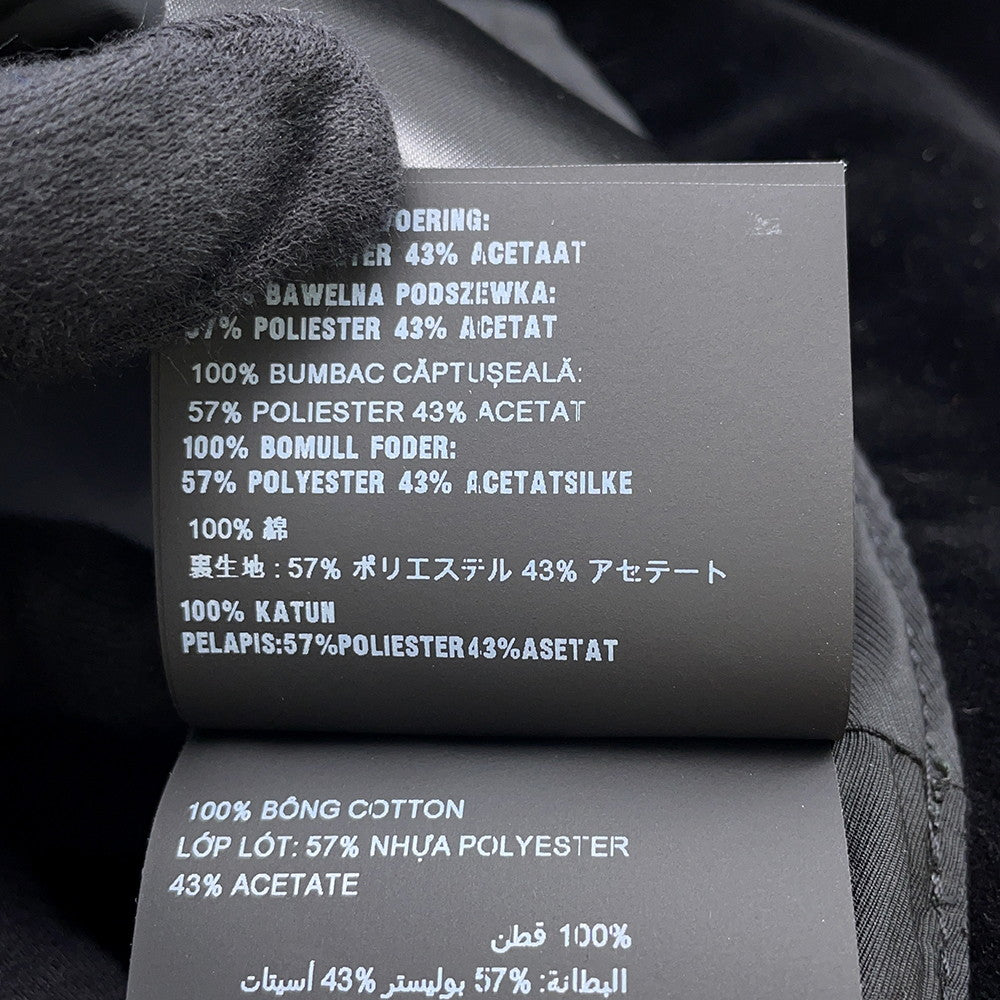 VOERING:
43% ACETAAT
BAWELNA PODSZEWKA:
57% POLIESTER 43% ACETAT
100% BUMBAC CĂPTUȘEALĂ:
57% POLIESTER 43% ACETAT
100% BOMULL FODER:
57% POLYESTER 43% ACETATSILKE
100% 綿
裏生地 : 57% ポリエステル 43% アセテート
100% KATUN
PELAPIS:57%POLIESTER43%ASETAT
100% BÔNG COTTON
LỚP LÓT: 57% NHỰA POLYESTER
43% ACETATE
100% قطن
البطانة: 57% بوليستر 43% أسيتات